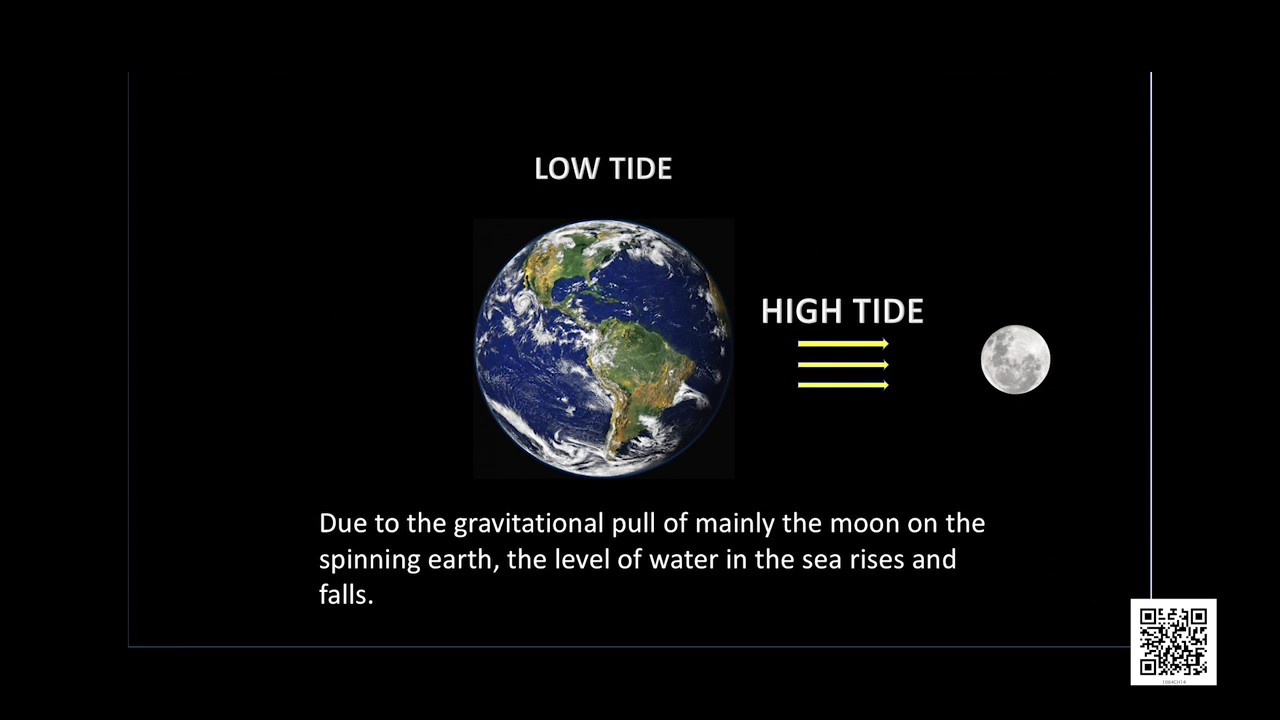 LOW TIDE
HIGH TIDE
Due to the gravitational pull of mainly the moon on the
spinning earth, the level of water in the sea rises and
falls.
1064CH14